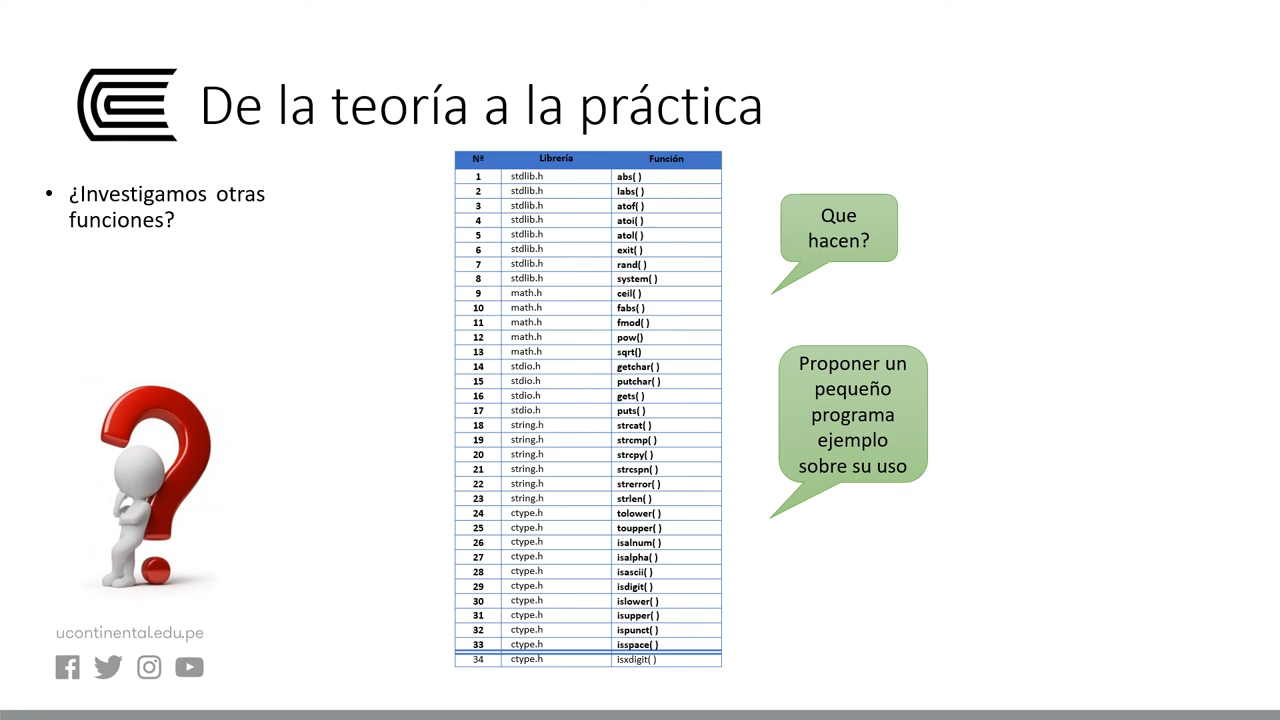 De la teoría a la práctica
• ¿Investigamos otras
funciones?
Nª Librería Función
1 stdlib.h abs( )
2 stdlib.h labs( )
3 stdlib.h atof( )
4 stdlib.h atoi( )
5 stdlib.h atol( )
6 stdlib.h exit( )
7 stdlib.h rand( )
8 stdlib.h system( )
9 math.h ceil( )
10 math.h fabs( )
11 math.h fmod( )
12 math.h pow()
13 math.h sqrt()
14 stdio.h getchar( )
15 stdio.h putchar( )
16 stdio.h gets( )
17 stdio.h puts( )
18 string.h strcat( )
19 string.h strcmp( )
20 string.h strcpy( )
21 string.h strcspn( )
22 string.h strerror( )
23 string.h strlen( )
24 ctype.h tolower( )
25 ctype.h toupper( )
26 ctype.h isalnum( )
27 ctype.h isalpha( )
28 ctype.h isascii( )
29 ctype.h isdigit( )
30 ctype.h islower( )
31 ctype.h isupper( )
32 ctype.h ispunct( )
33 ctype.h isspace( )
34 ctype.h isxdigit( )
Que
hacen?
Proponer un
pequeño
programa
ejemplo
sobre su uso
ucontinental.edu.pe